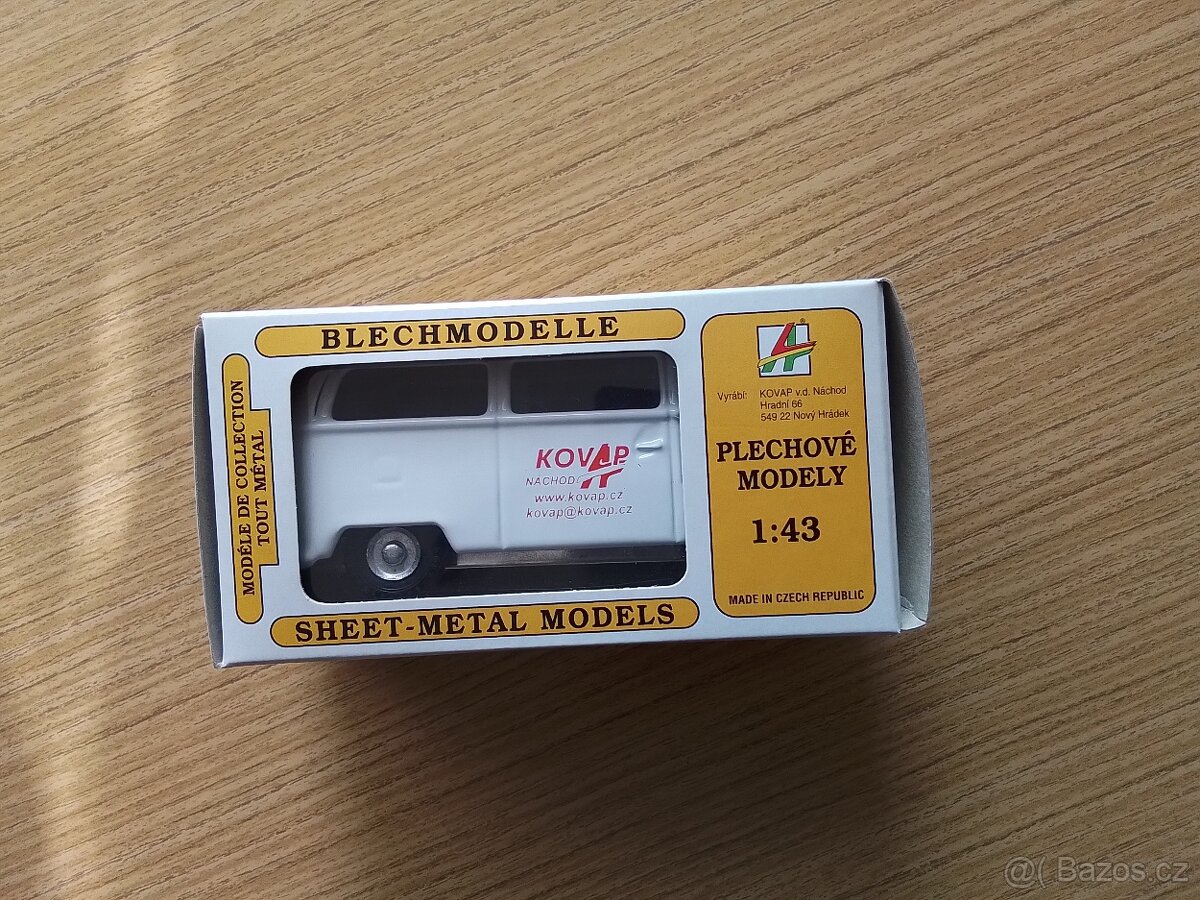 BLECHMODELLE
MODÉLE DE COLLECTION
TOUT MÉTAL
KOVAP
NÁCHOD
www.kovap.cz
kovap@kovap.cz
SHEET-METAL MODELS
Vyrábí: KOVAP v.d. Náchod
Hradní 66
549 22 Nový Hrádek
PLECHOVÉ
MODELY
1:43
MADE IN CZECH REPUBLIC
@( Bazos.cz